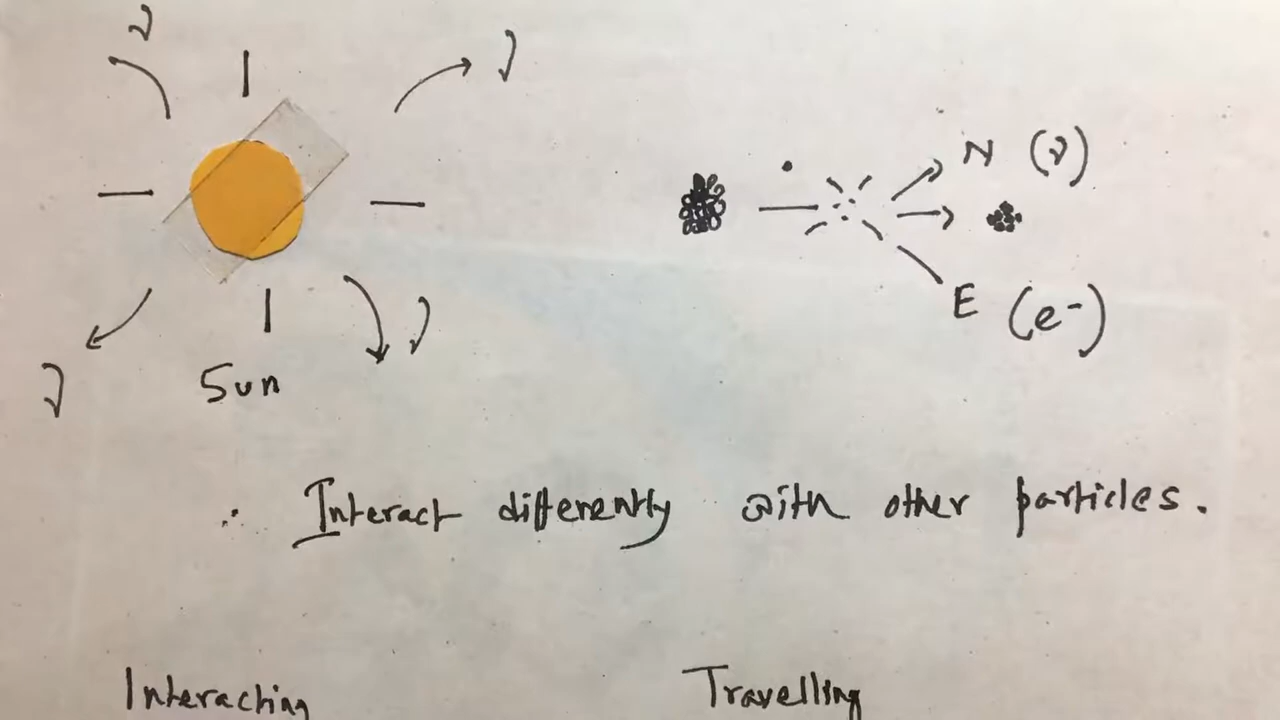 ν
ν
N (ν)
E (e-)
ν
ν
Sun
∴ Interact differently with other particles.
Interacting Travelling